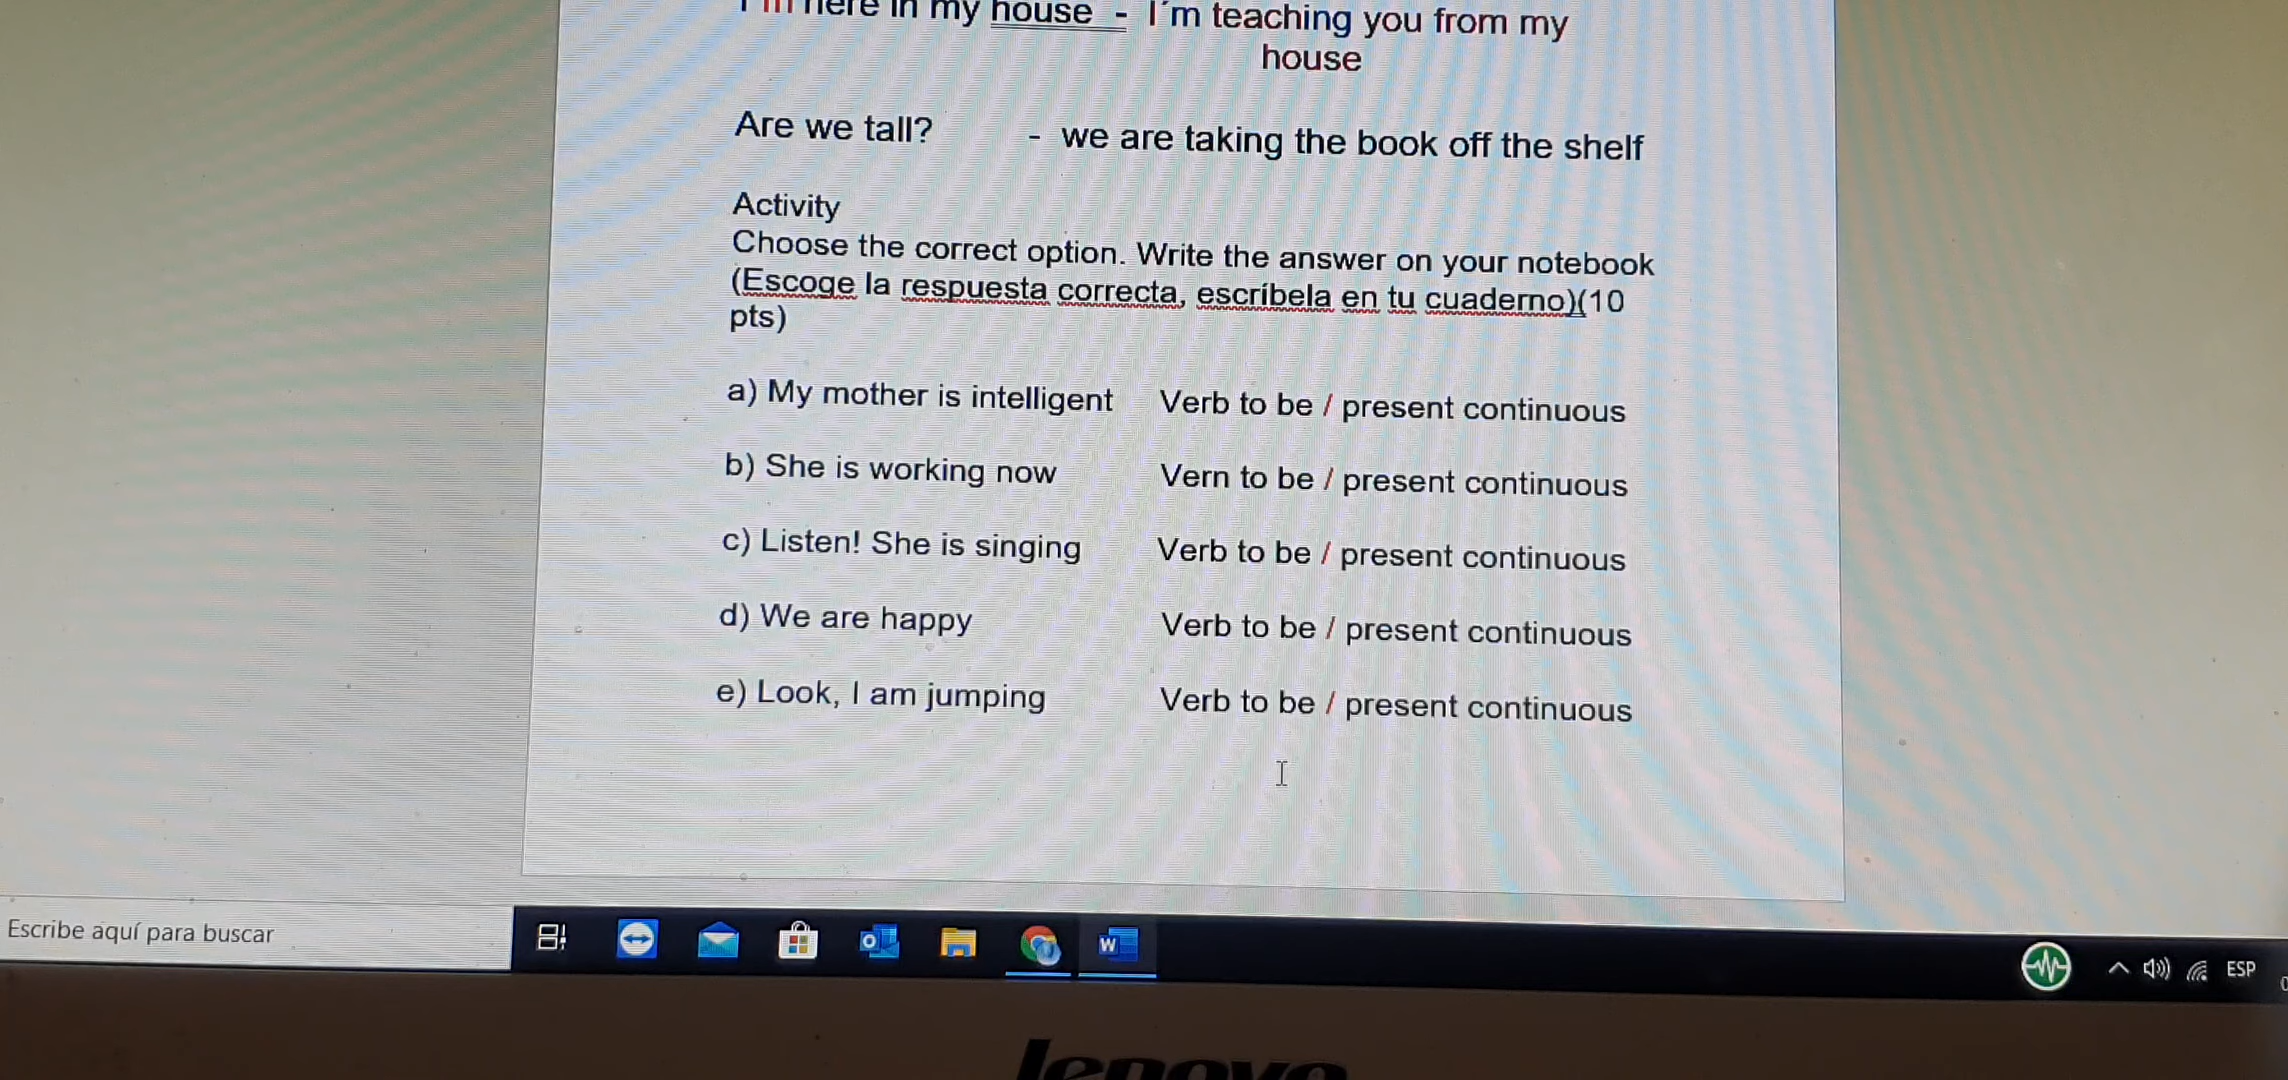 I'm here in my house - I´m teaching you from my
house
Are we tall? - we are taking the book off the shelf
Activity
Choose the correct option. Write the answer on your notebook
(Escoge la respuesta correcta, escríbela en tu cuaderno)(10
pts)
a) My mother is intelligent Verb to be / present continuous
b) She is working now Vern to be / present continuous
c) Listen! She is singing Verb to be / present continuous
d) We are happy Verb to be / present continuous
e) Look, I am jumping Verb to be / present continuous
Escribe aquí para buscar
ESP
lenovo